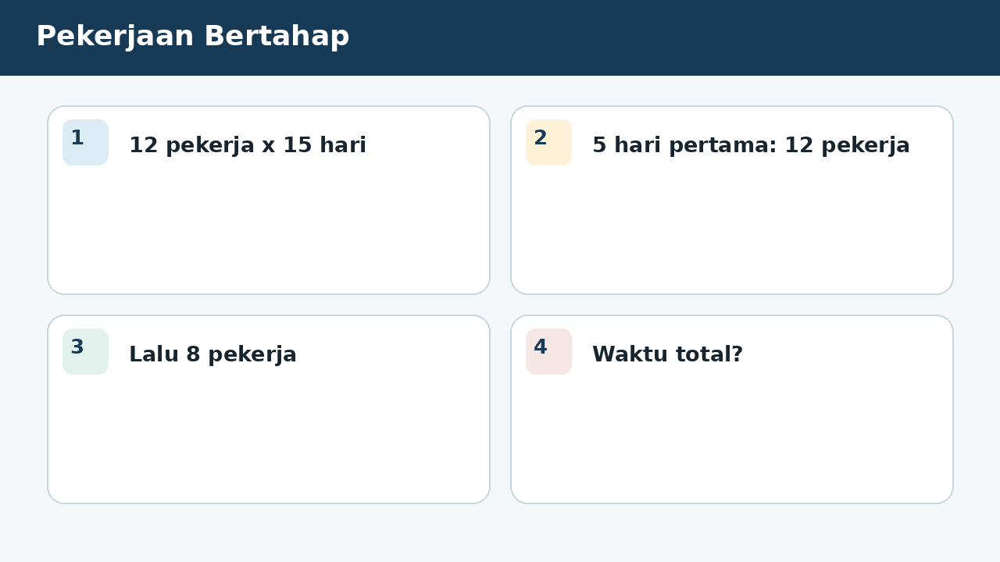 Pekerjaan Bertahap
1
12 pekerja x 15 hari
2
5 hari pertama: 12 pekerja
3
Lalu 8 pekerja
4
Waktu total?